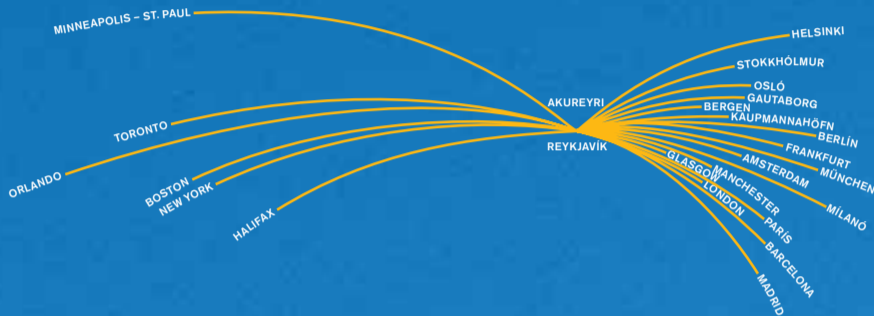 MINNEAPOLIS – ST. PAUL
TORONTO
ORLANDO
BOSTON
NEW YORK
HALIFAX
AKUREYRI
REYKJAVÍK
HELSINKI
STOKKHÓLMUR
OSLÓ
GAUTABORG
BERGEN
KAUPMANNAHÖFN
BERLÍN
FRANKFURT
MÜNCHEN
AMSTERDAM
MÍLANÓ
GLASGOW
MANCHESTER
LONDON
PARÍS
BARCELONA
MADRID